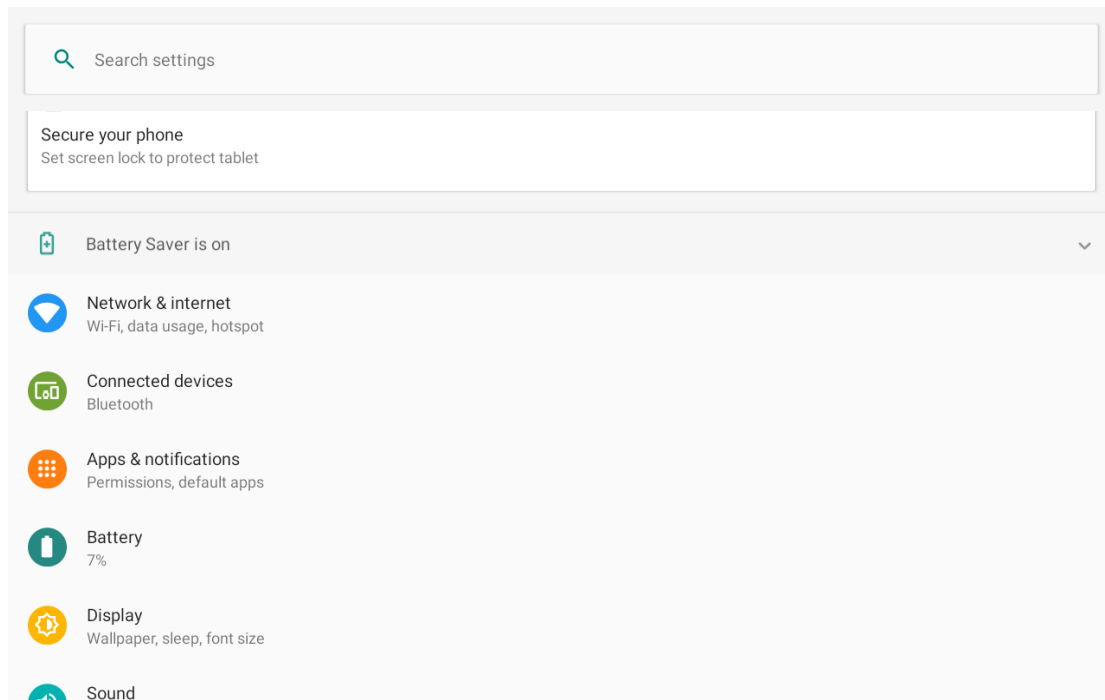 Search settings
Secure your phone
Set screen lock to protect tablet
Battery Saver is on
Network & internet
Wi-Fi, data usage, hotspot
Connected devices
Bluetooth
Apps & notifications
Permissions, default apps
Battery
7%
Display
Wallpaper, sleep, font size
Sound